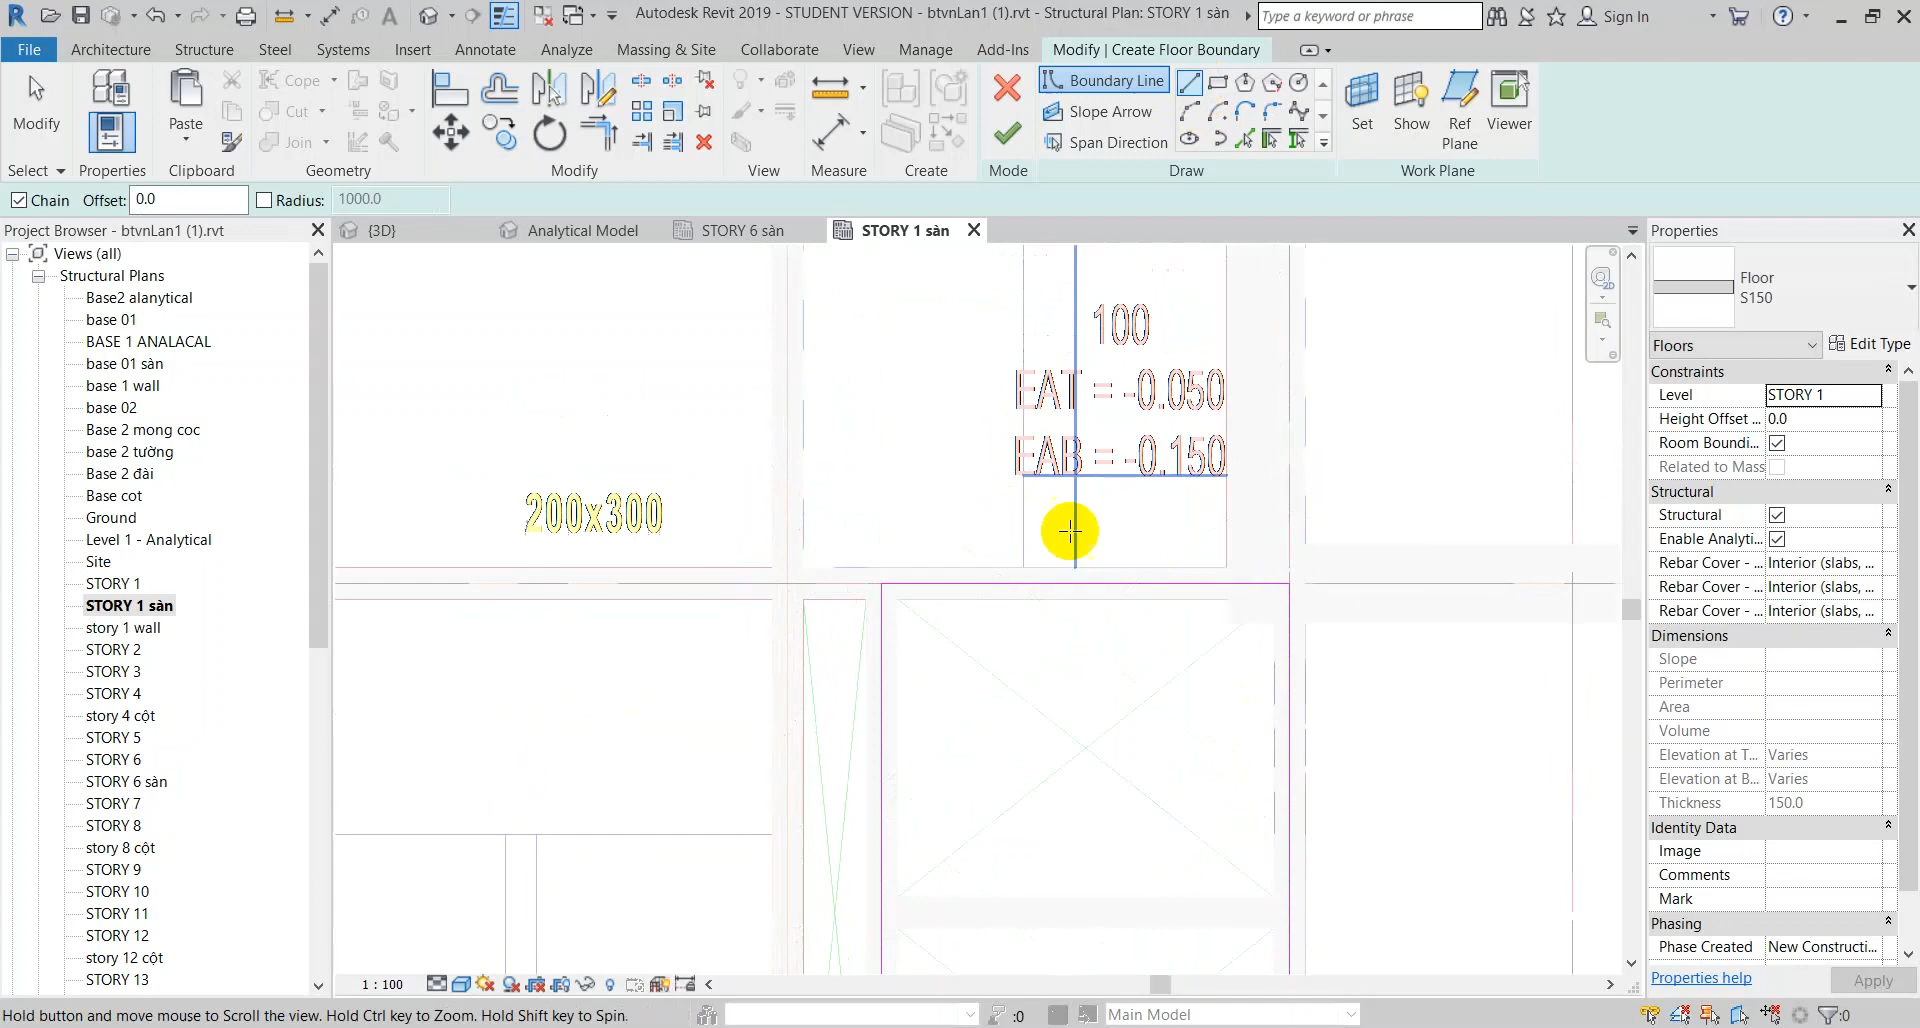 Autodesk Revit 2019 - STUDENT VERSION - btvnLan1 (1).rvt - Structural Plan: STORY 1 sàn
Type a keyword or phrase
Sign In
File
Architecture
Structure
Steel
Systems
Insert
Annotate
Analyze
Massing & Site
Collaborate
View
Manage
Add-Ins
Modify | Create Floor Boundary
Modify
Paste
Cope
Cut
Join
Boundary Line
Slope Arrow
Span Direction
Set
Show
Ref
Plane
Viewer
Select
Properties
Clipboard
Geometry
Modify
View
Measure
Create
Mode
Draw
Work Plane
Chain
Offset:
0.0
Radius:
1000.0
Project Browser - btvnLan1 (1).rvt
Views (all)
Structural Plans
Base2 alanytical
base 01
BASE 1 ANALACAL
base 01 sàn
base 1 wall
base 02
Base 2 mong coc
base 2 tường
Base 2 đài
Base cot
Ground
Level 1 - Analytical
Site
STORY 1
STORY 1 sàn
story 1 wall
STORY 2
STORY 3
STORY 4
story 4 cột
STORY 5
STORY 6
STORY 6 sàn
STORY 7
STORY 8
story 8 cột
STORY 9
STORY 10
STORY 11
STORY 12
story 12 cột
STORY 13
{3D}
Analytical Model
STORY 6 sàn
STORY 1 sàn
100
EAT = -0.050
EAB = -0.150
200x300
2D
1 : 100
Properties
Floor
S150
Floors
Edit Type
Constraints
Level
STORY 1
Height Offset ...
0.0
Room Boundi...
Related to Mass
Structural
Structural
Enable Analyti...
Rebar Cover - ...
Interior (slabs, ...
Rebar Cover - ...
Interior (slabs, ...
Rebar Cover - ...
Interior (slabs, ...
Dimensions
Slope
Perimeter
Area
Volume
Elevation at T...
Varies
Elevation at B...
Varies
Thickness
150.0
Identity Data
Image
Comments
Mark
Phasing
Phase Created
New Constructi...
Properties help
Apply
Hold button and move mouse to Scroll the view. Hold Ctrl key to Zoom. Hold Shift key to Spin.
:0
Main Model
:0